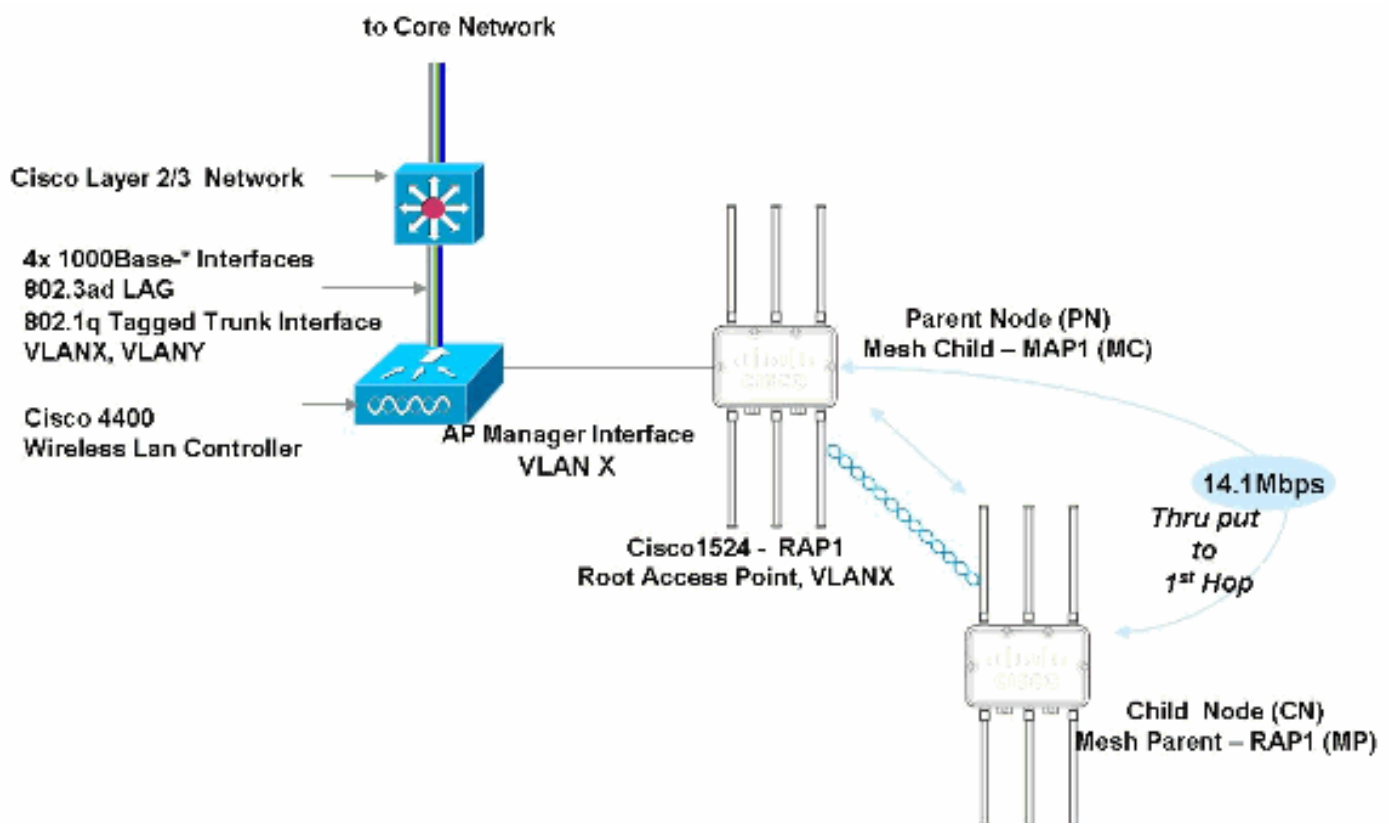 to Core Network
Cisco Layer 2/3 Network
4x 1000Base-* Interfaces
802.3ad LAG
802.1q Tagged Trunk Interface
VLANX, VLANY
Cisco 4400
Wireless Lan Controller
AP Manager Interface
VLAN X
Parent Node (PN)
Mesh Child – MAP1 (MC)
14.1Mbps
Thru put
to
1st Hop
Cisco1524 - RAP1
Root Access Point, VLANX
Child Node (CN)
Mesh Parent – RAP1 (MP)
CISCO
CISCO